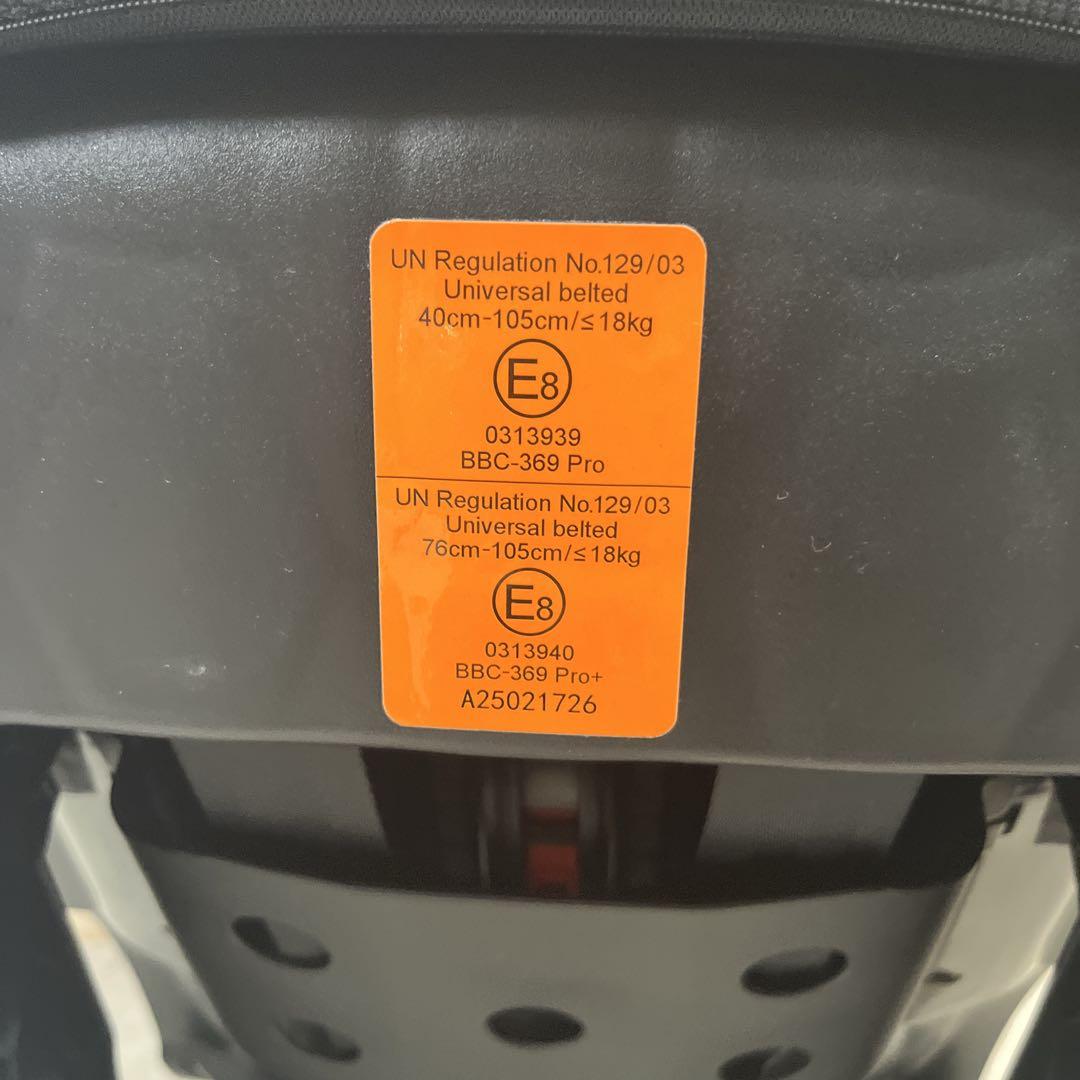 UN Regulation No.129/03
Universal belted
40cm-105cm/≤18kg
E8
0313939
BBC-369 Pro
UN Regulation No.129/03
Universal belted
76cm-105cm/≤18kg
E8
0313940
BBC-369 Pro+
A25021726